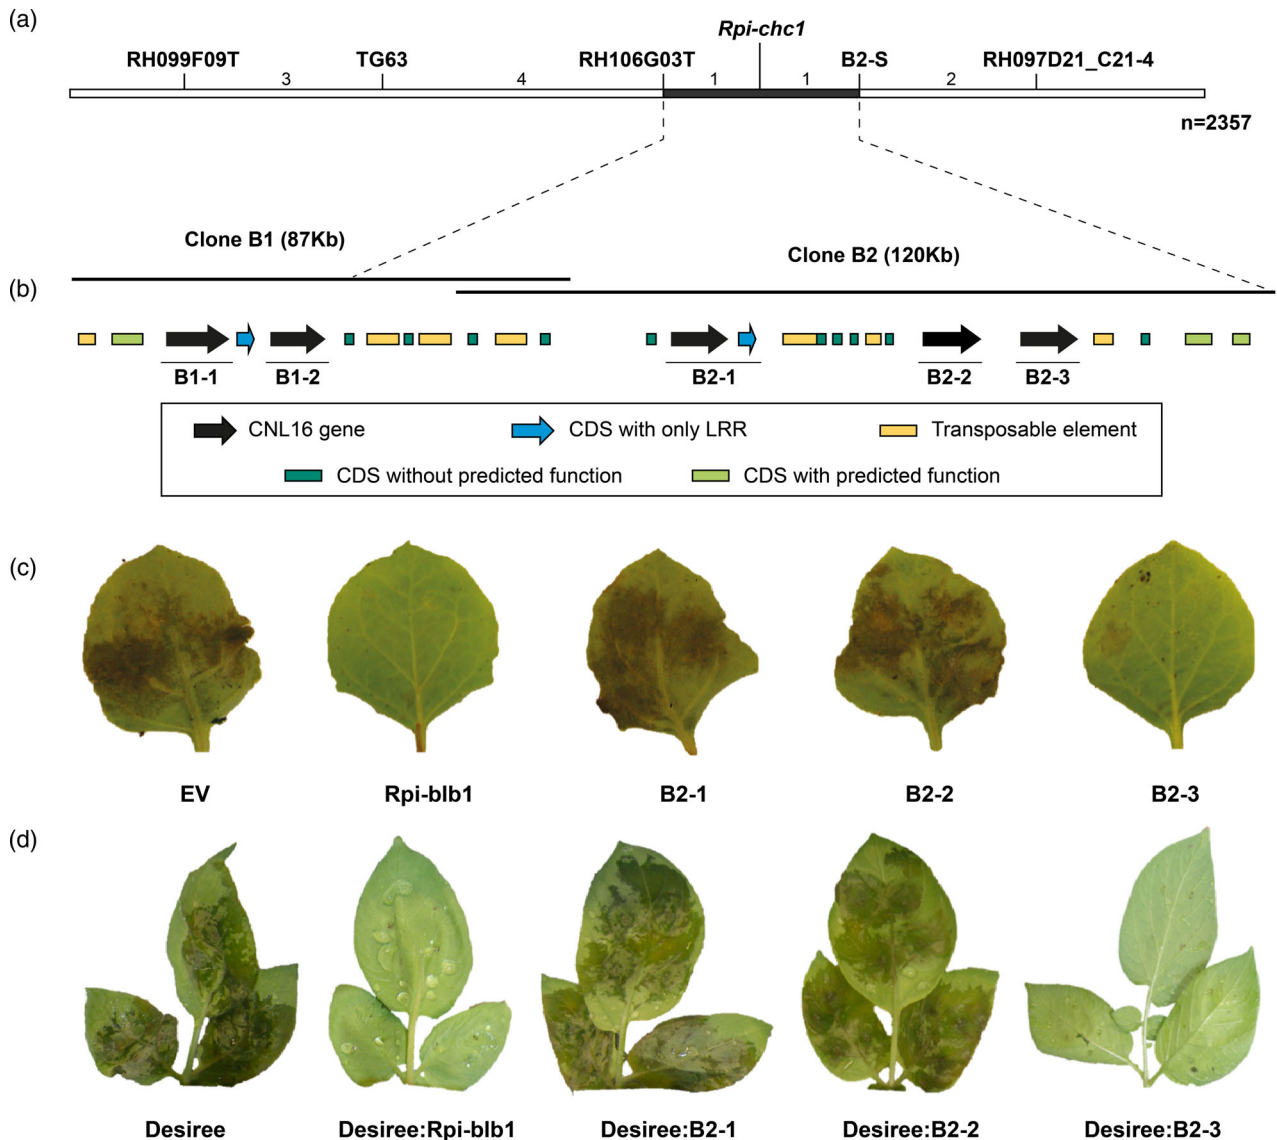 (a)
Rpi-chc1
RH099F09T TG63 RH106G03T B2-S RH097D21_C21-4
3 4 1 1 2
n=2357
Clone B1 (87Kb)
Clone B2 (120Kb)
(b)
B1-1 B1-2 B2-1 B2-2 B2-3
CNL16 gene CDS with only LRR Transposable element
CDS without predicted function CDS with predicted function
(c)
EV Rpi-blb1 B2-1 B2-2 B2-3
(d)
Desiree Desiree:Rpi-blb1 Desiree:B2-1 Desiree:B2-2 Desiree:B2-3